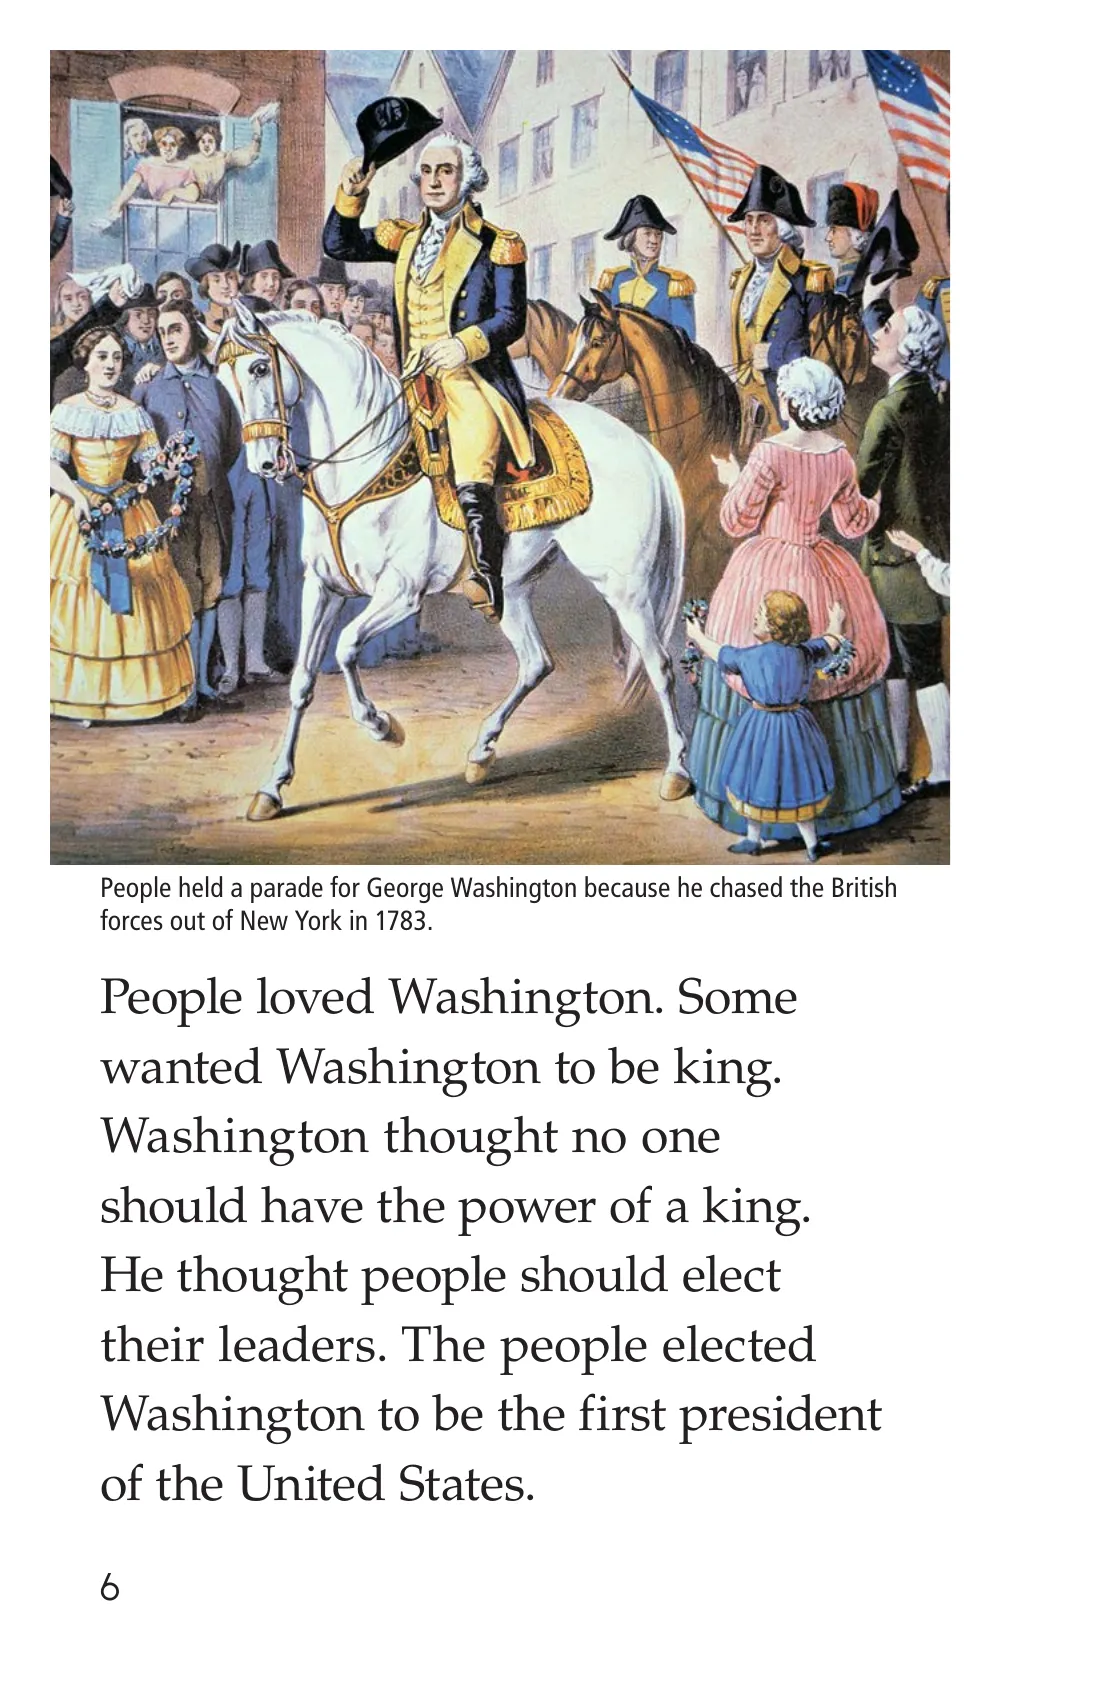 People held a parade for George Washington because he chased the British
forces out of New York in 1783.
People loved Washington. Some
wanted Washington to be king.
Washington thought no one
should have the power of a king.
He thought people should elect
their leaders. The people elected
Washington to be the first president
of the United States.
6